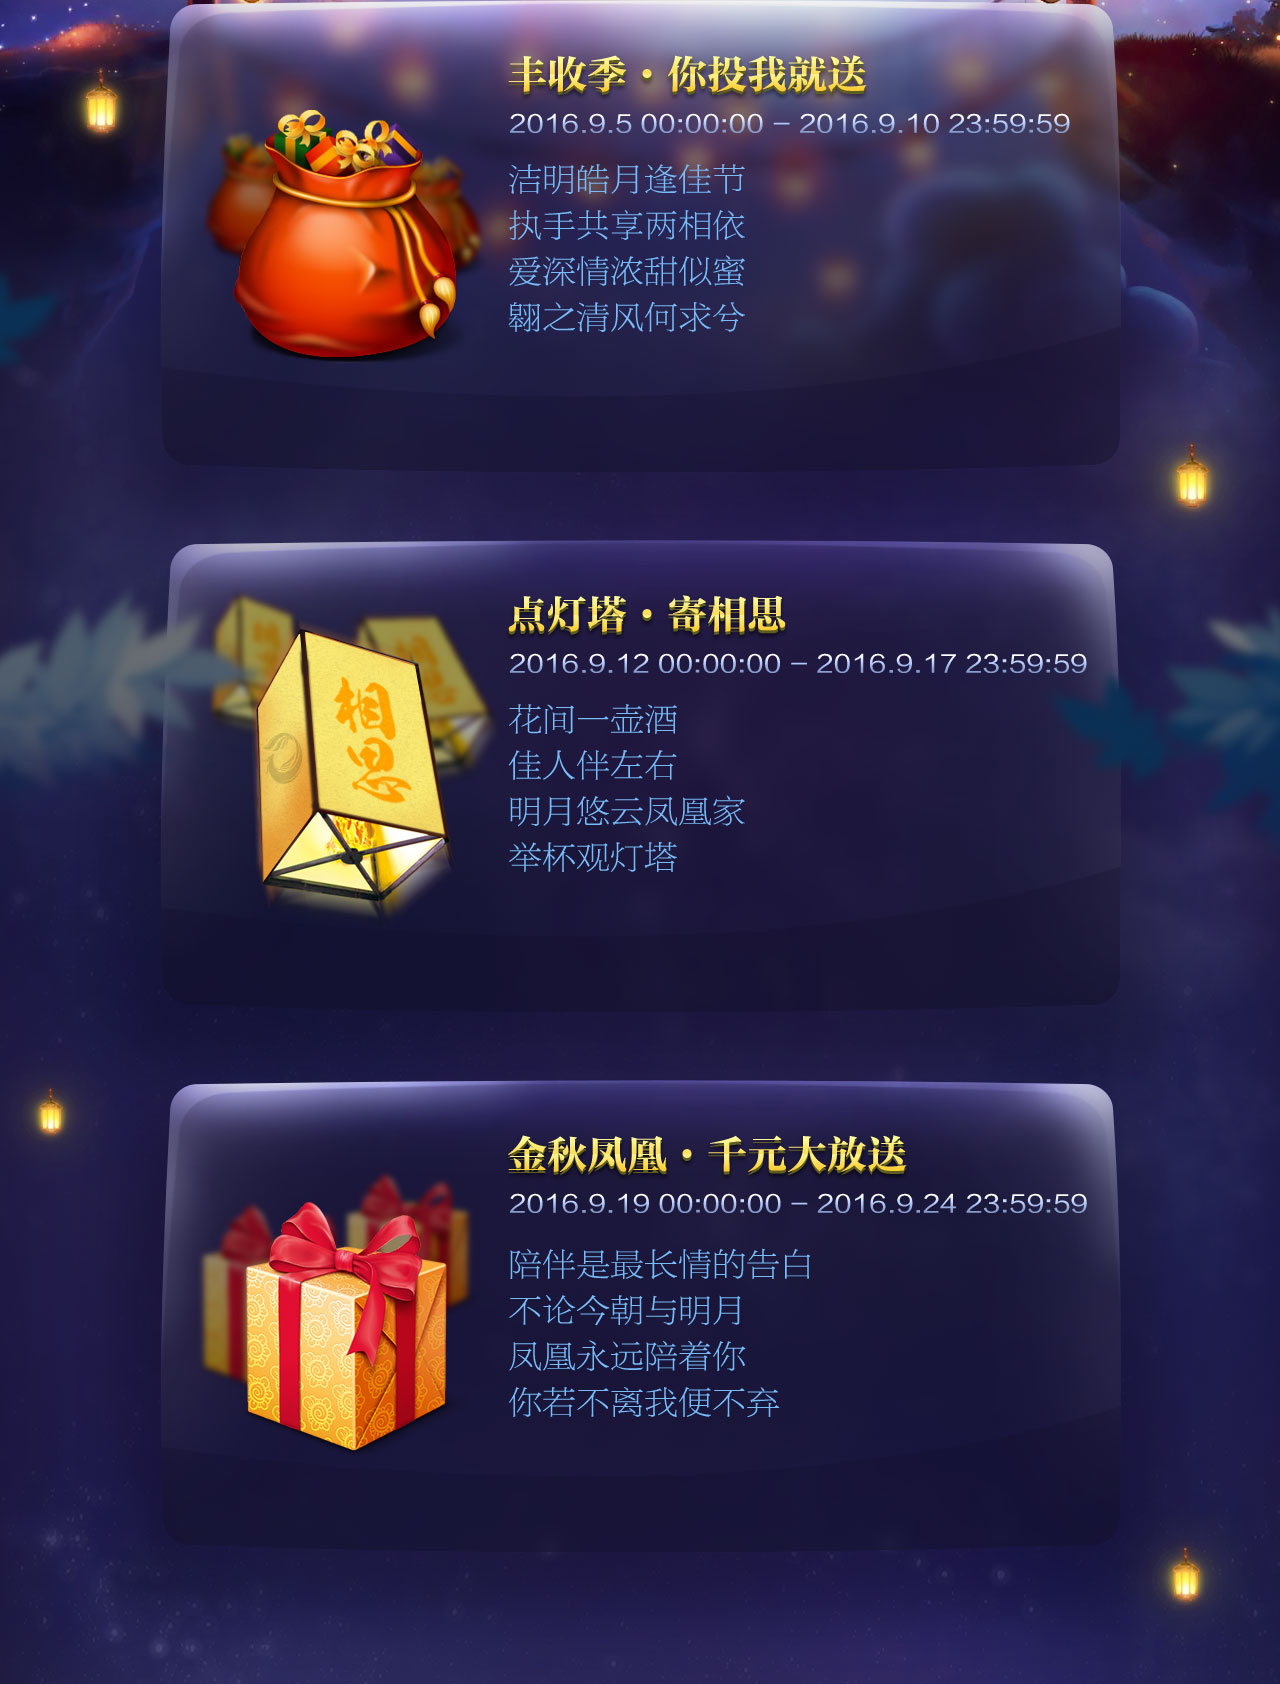 丰收季·你投我就送
2016.9.5 00:00:00 – 2016.9.10 23:59:59
洁明皓月逢佳节
执手共享两相依
爱深情浓甜似蜜
翱之清风何求兮
点灯塔·寄相思
2016.9.12 00:00:00 – 2016.9.17 23:59:59
相思
花间一壶酒
佳人伴左右
明月悠云凤凰家
举杯观灯塔
金秋凤凰·千元大放送
2016.9.19 00:00:00 – 2016.9.24 23:59:59
陪伴是最长情的告白
不论今朝与明月
凤凰永远陪着你
你若不离我便不弃